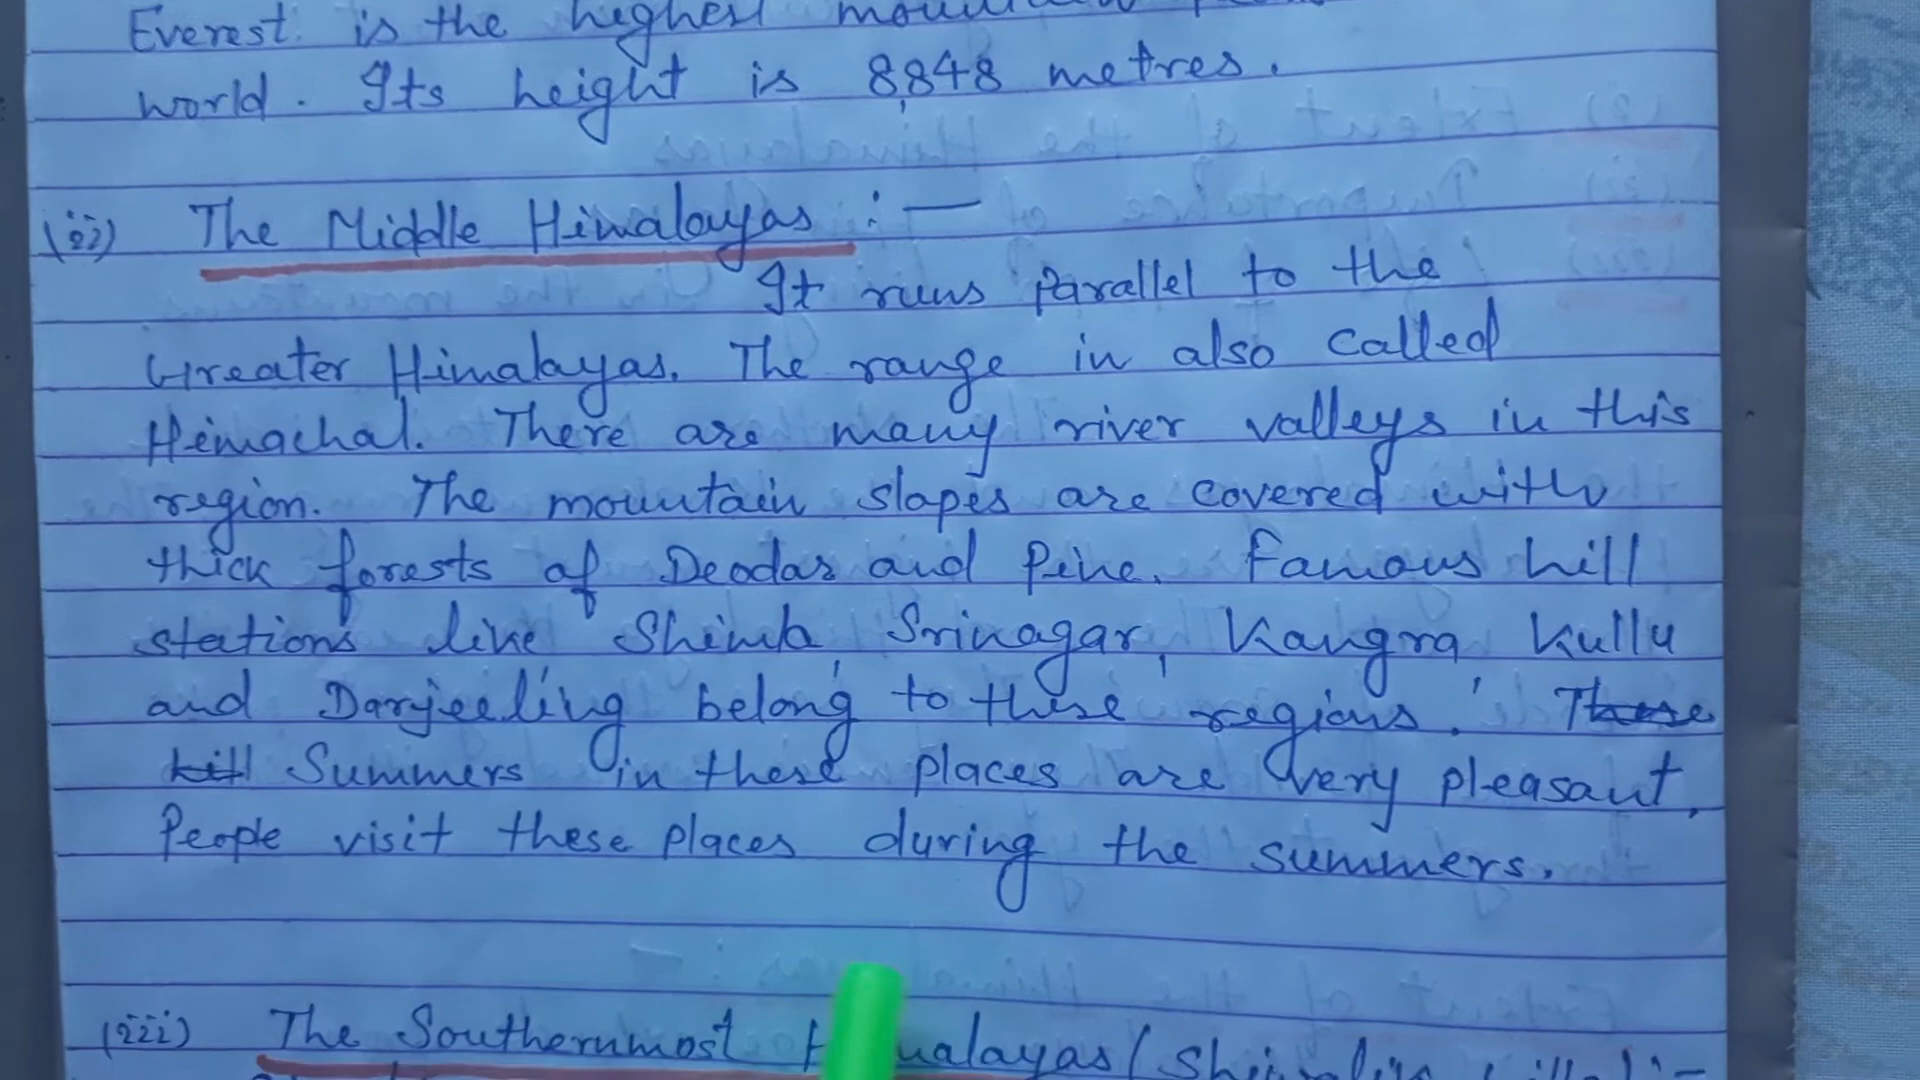 Everest is the highest mountain
world. Its height is 8,848 metres.
(ii) The Middle Himalayas :—
It runs parallel to the
Greater Himalayas. The range in also called
Himachal. There are many river valleys in this
region. The mountain slopes are covered with
thick forests of Deodar and Pine. Famous hill
stations like Shimla, Srinagar, Kangra, Kullu
and Darjeeling belong to these regions. These
hill Summers in these places are very pleasant.
People visit these places during the summers.
(iii) The Southernmost Himalayas (Shivalik